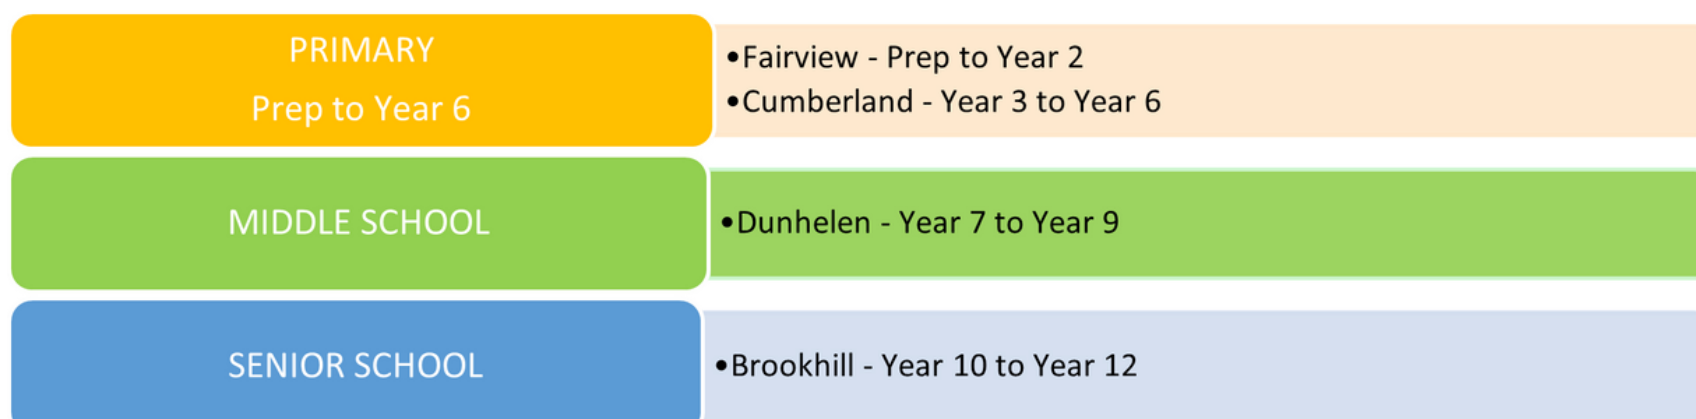 PRIMARY
Prep to Year 6
•Fairview - Prep to Year 2
•Cumberland - Year 3 to Year 6
MIDDLE SCHOOL
•Dunhelen - Year 7 to Year 9
SENIOR SCHOOL
•Brookhill - Year 10 to Year 12